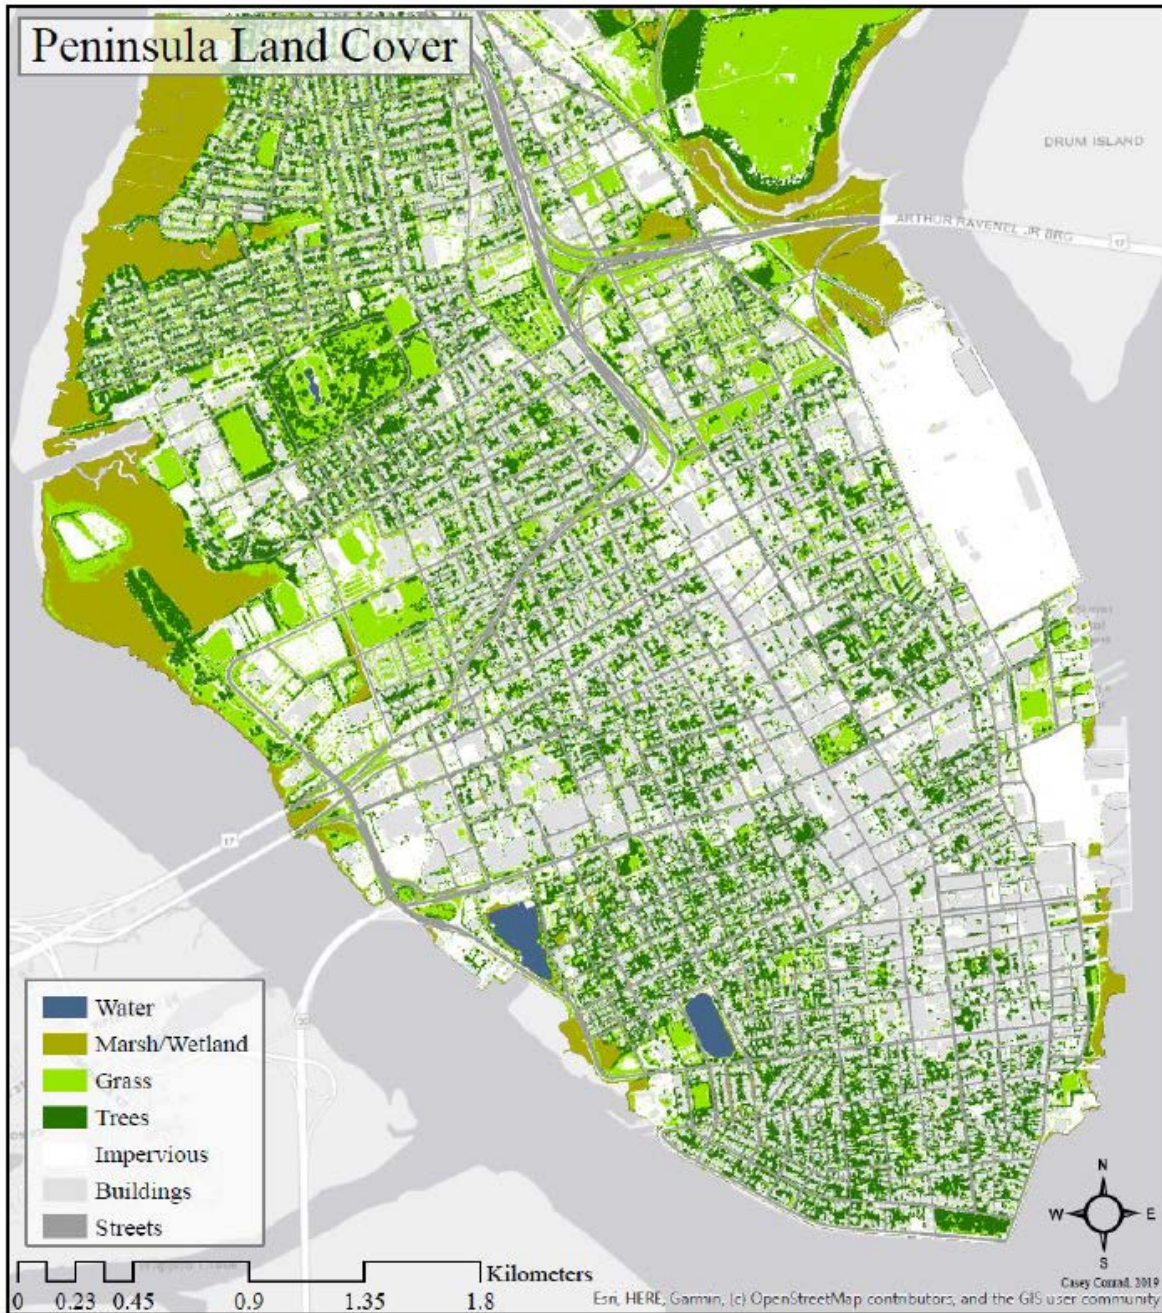 Peninsula Land Cover
DRUM ISLAND
ARTHUR RAVENEL JR BRG
17
17
Water
Marsh/Wetland
Grass
Trees
Impervious
Buildings
Streets
N
W E
S
Kilometers
0 0.23 0.45 0.9 1.35 1.8
Casey Conrad, 2019
Esri, HERE, Garmin, (c) OpenStreetMap contributors, and the GIS user community